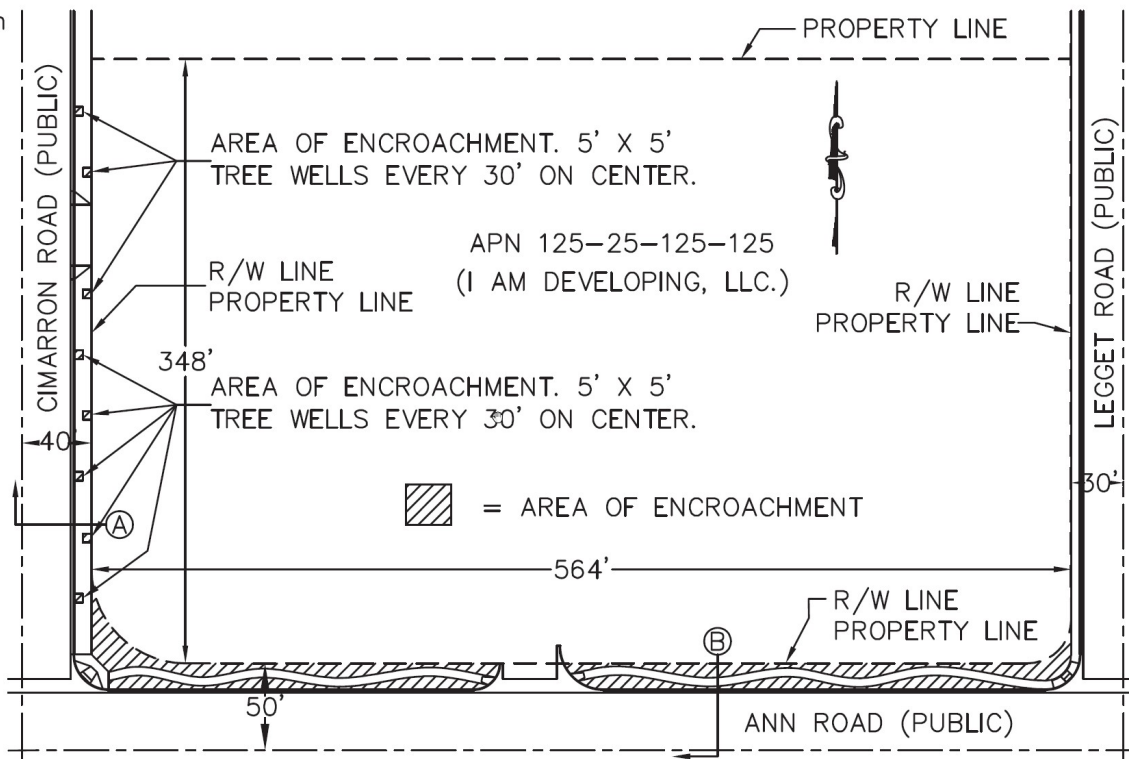 n
PROPERTY LINE
CIMARRON ROAD (PUBLIC)
AREA OF ENCROACHMENT. 5' X 5'
TREE WELLS EVERY 30' ON CENTER.
LEGGET ROAD (PUBLIC)
APN 125-25-125-125
(I AM DEVELOPING, LLC.)
R/W LINE
PROPERTY LINE
R/W LINE
PROPERTY LINE
348'
AREA OF ENCROACHMENT. 5' X 5'
TREE WELLS EVERY 30' ON CENTER.
40'
30'
A
= AREA OF ENCROACHMENT
564'
R/W LINE
PROPERTY LINE
B
50'
ANN ROAD (PUBLIC)